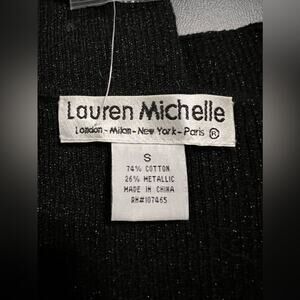 Lauren Michelle
London - Milan - New York - Paris ®
S
74% COTTON
26% METALLIC
MADE IN CHINA
RN#107465